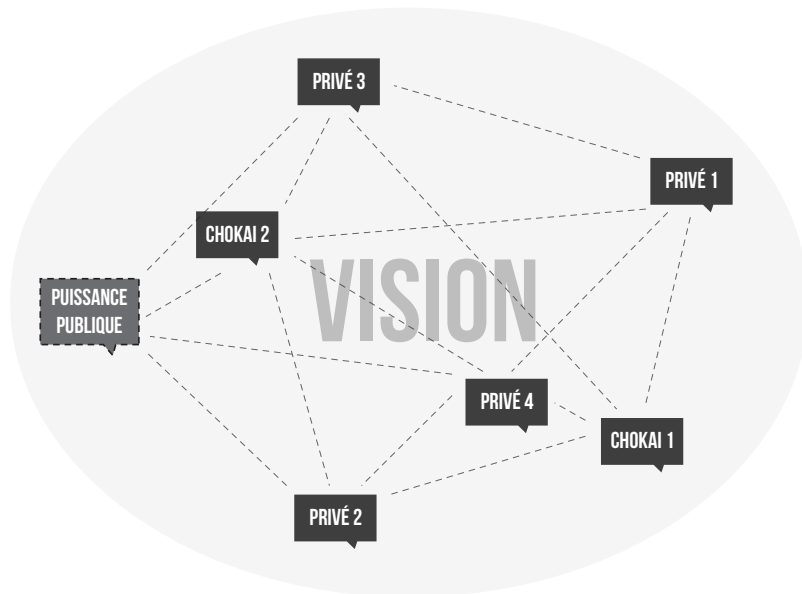 PRIVÉ 3
PRIVÉ 1
CHOKAI 2
VISION
PUISSANCE
PUBLIQUE
PRIVÉ 4
CHOKAI 1
PRIVÉ 2